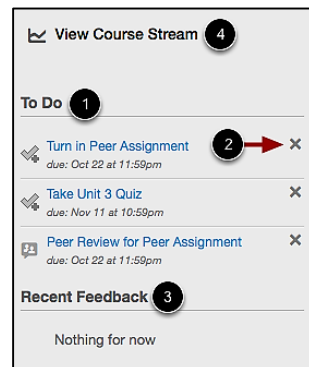 View Course Stream 4
To Do 1
Turn in Peer Assignment 2
due: Oct 22 at 11:59pm
Take Unit 3 Quiz
due: Nov 11 at 10:59pm
Peer Review for Peer Assignment
due: Oct 22 at 11:59pm
Recent Feedback 3
Nothing for now